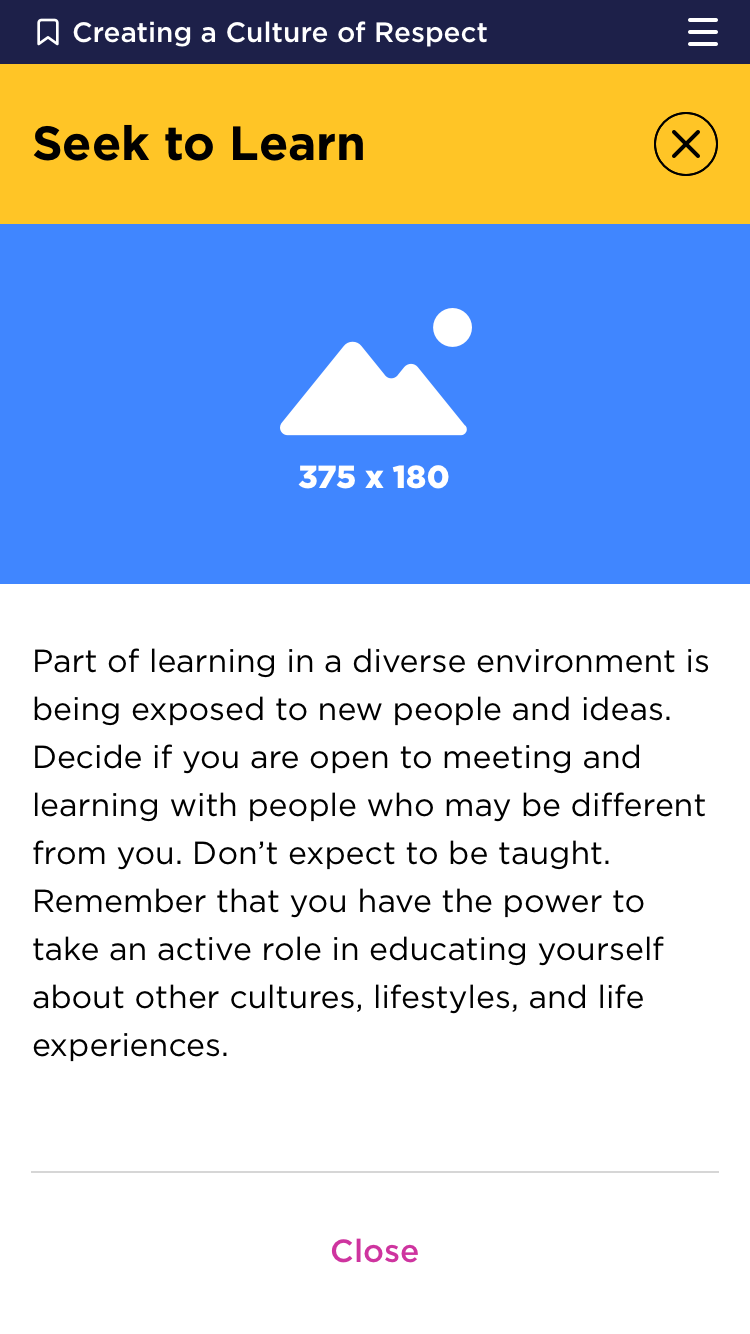 Creating a Culture of Respect
Seek to Learn
375 x 180
Part of learning in a diverse environment is
being exposed to new people and ideas.
Decide if you are open to meeting and
learning with people who may be different
from you. Don’t expect to be taught.
Remember that you have the power to
take an active role in educating yourself
about other cultures, lifestyles, and life
experiences.
Close